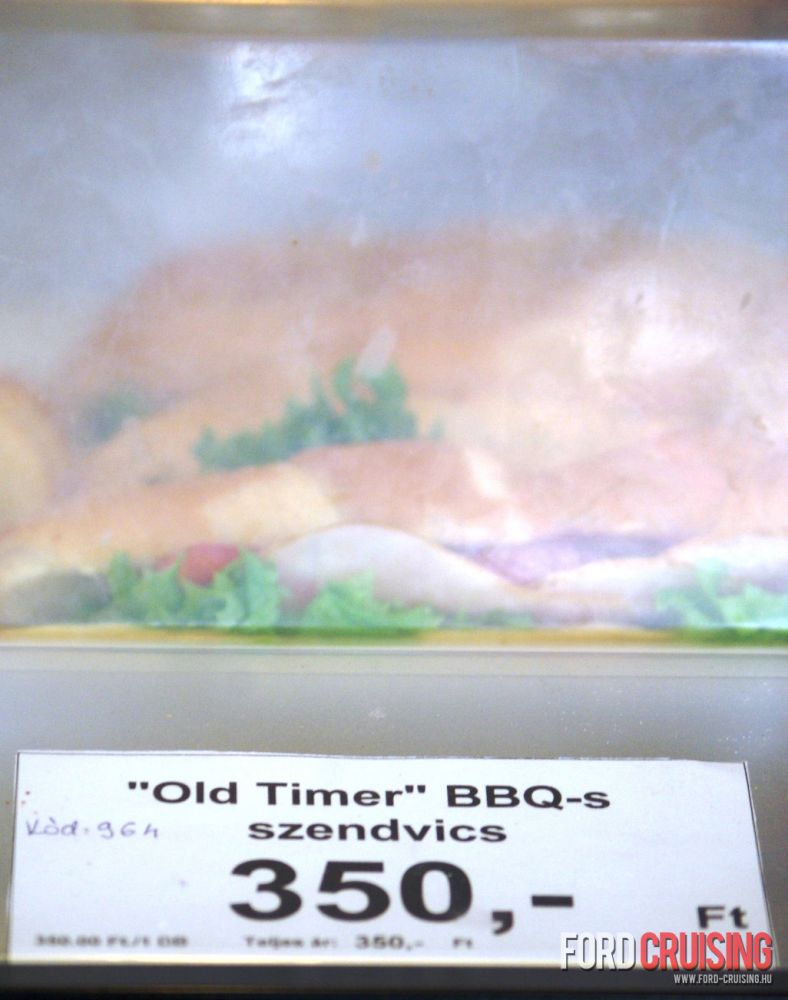 "Old Timer" BBQ-s
szendvics
Kòd. 964
350,-
Ft
350.00 Ft/1 DB Teljes ár: 350,- Ft
FORD CRUISING
WWW.FORD-CRUISING.HU